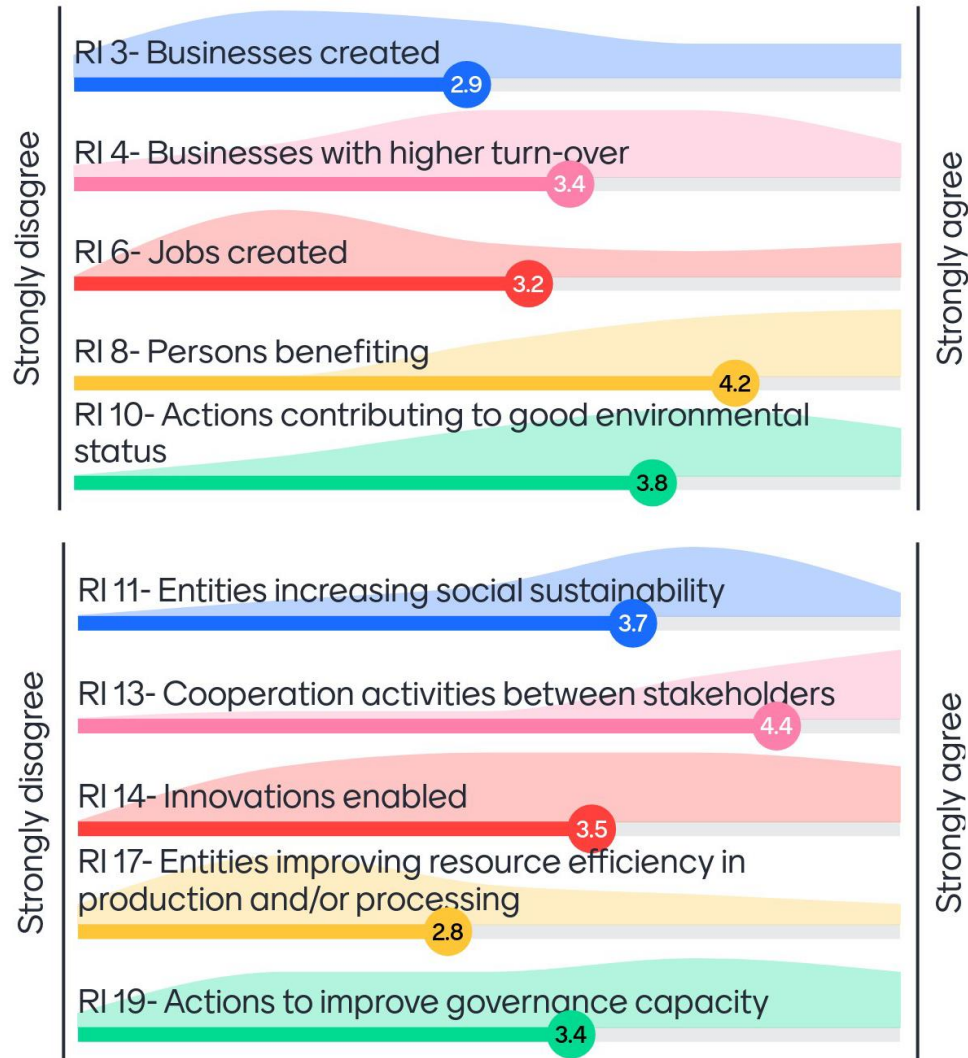 Strongly disagree
RI 3- Businesses created
2.9
RI 4- Businesses with higher turn-over
3.4
RI 6- Jobs created
3.2
RI 8- Persons benefiting
4.2
RI 10- Actions contributing to good environmental
status
3.8
Strongly agree
Strongly disagree
RI 11- Entities increasing social sustainability
3.7
RI 13- Cooperation activities between stakeholders
4.4
RI 14- Innovations enabled
3.5
RI 17- Entities improving resource efficiency in
production and/or processing
2.8
RI 19- Actions to improve governance capacity
3.4
Strongly agree